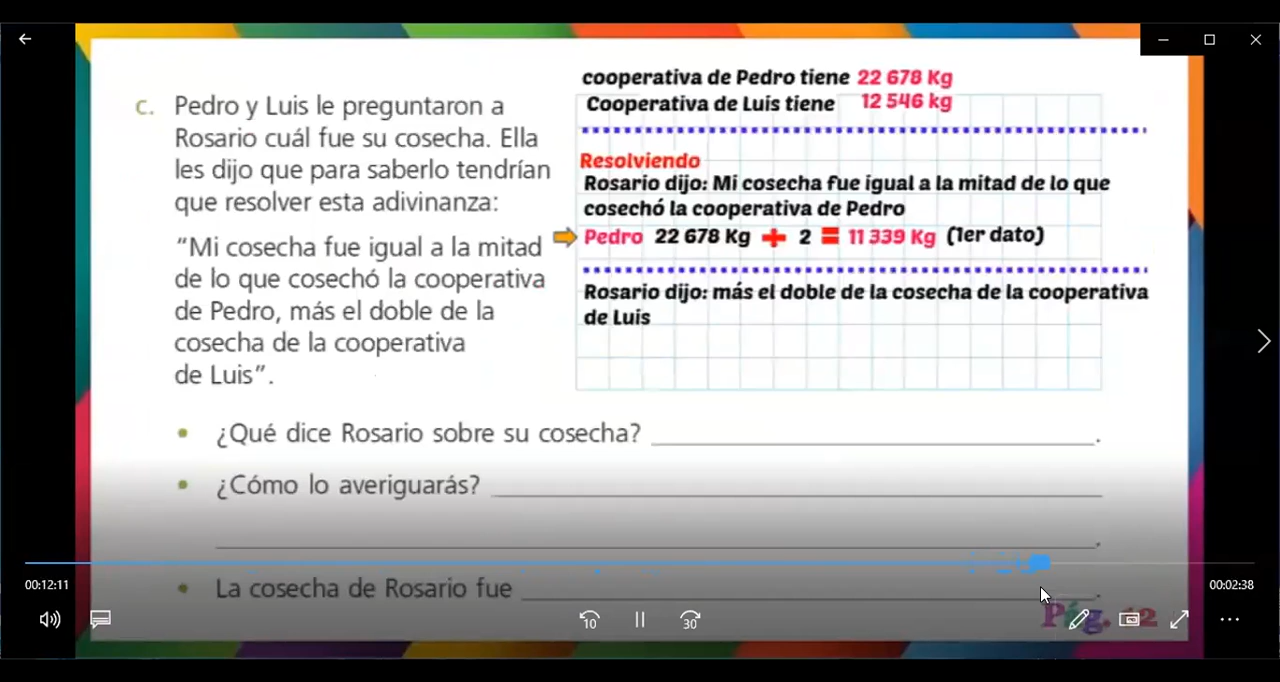 cooperativa de Pedro tiene 22 678 Kg
Cooperativa de Luis tiene 12 546 kg
c. Pedro y Luis le preguntaron a
Rosario cuál fue su cosecha. Ella
les dijo que para saberlo tendrían
que resolver esta adivinanza:
“Mi cosecha fue igual a la mitad
de lo que cosechó la cooperativa
de Pedro, más el doble de la
cosecha de la cooperativa
de Luis”.
Resolviendo
Rosario dijo: Mi cosecha fue igual a la mitad de lo que
cosechó la cooperativa de Pedro
Pedro 22 678 Kg ÷ 2 = 11 339 Kg (1er dato)
Rosario dijo: más el doble de la cosecha de la cooperativa
de Luis
• ¿Qué dice Rosario sobre su cosecha? .
• ¿Cómo lo averiguarás?
.
• La cosecha de Rosario fue .
00:12:11
00:02:38
10
30
Pág. 12